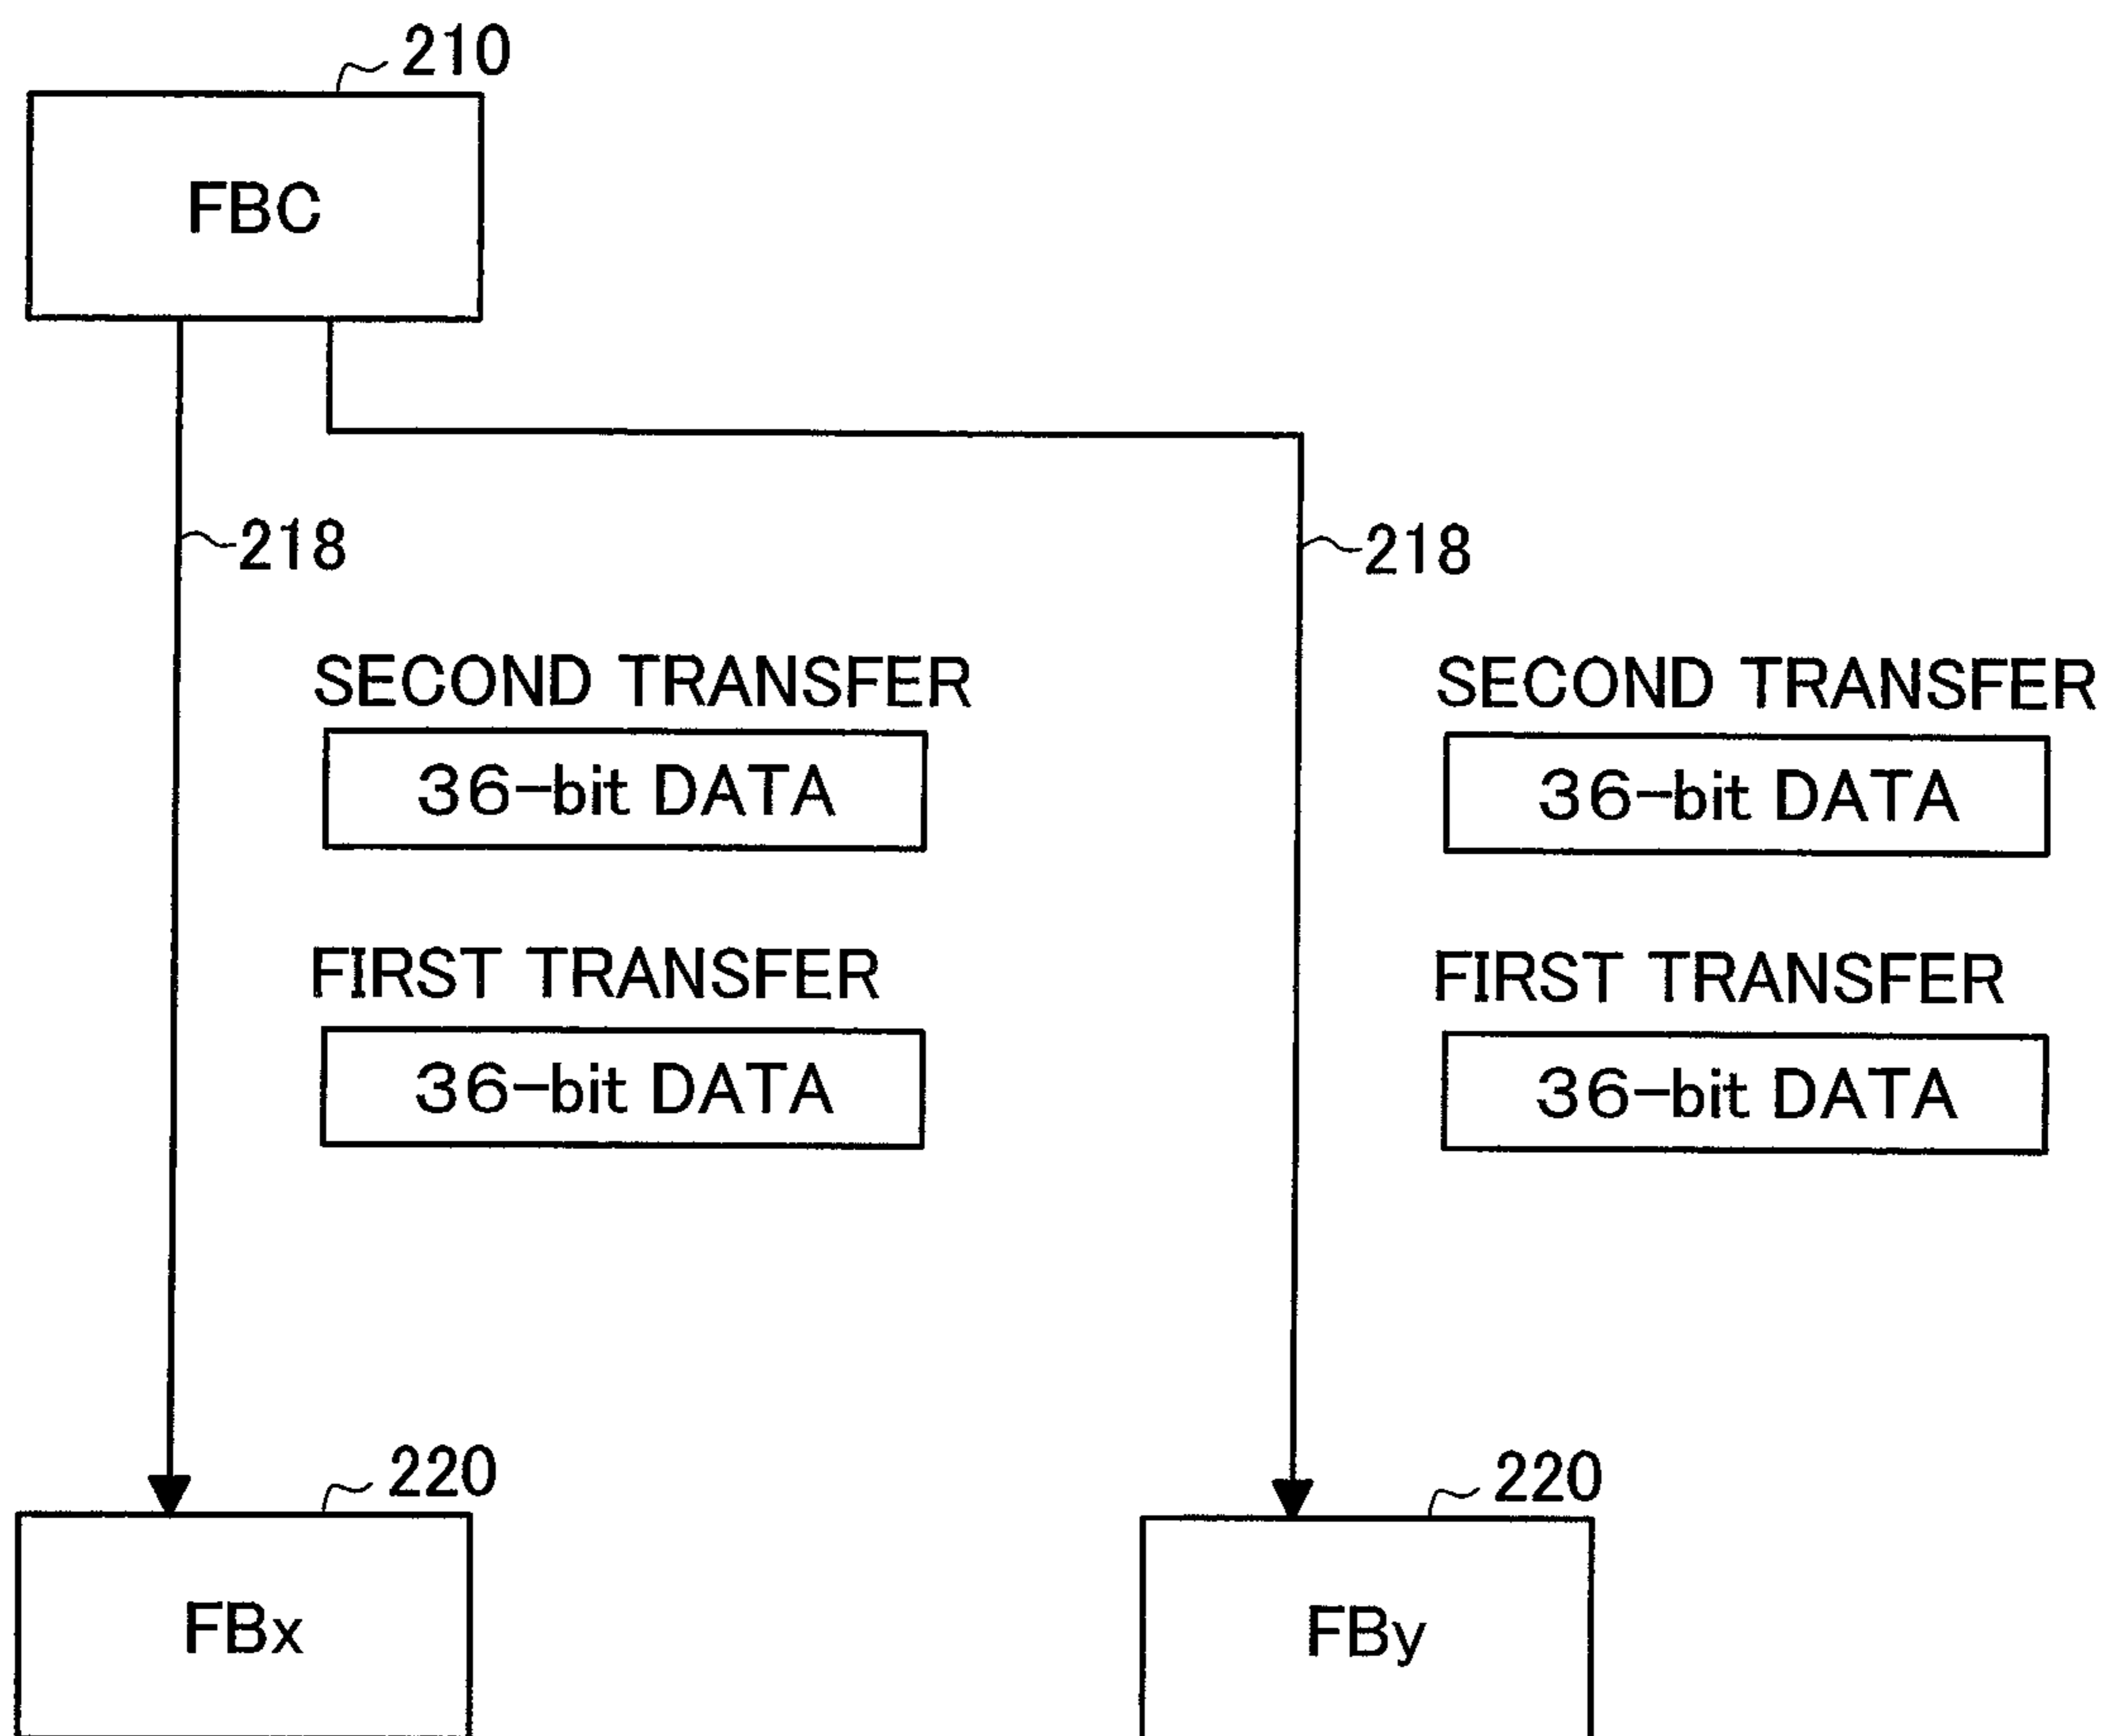 210
FBC
218
218
SECOND TRANSFER
SECOND TRANSFER
36-bit DATA
36-bit DATA
FIRST TRANSFER
FIRST TRANSFER
36-bit DATA
36-bit DATA
220
220
FBx
FBy